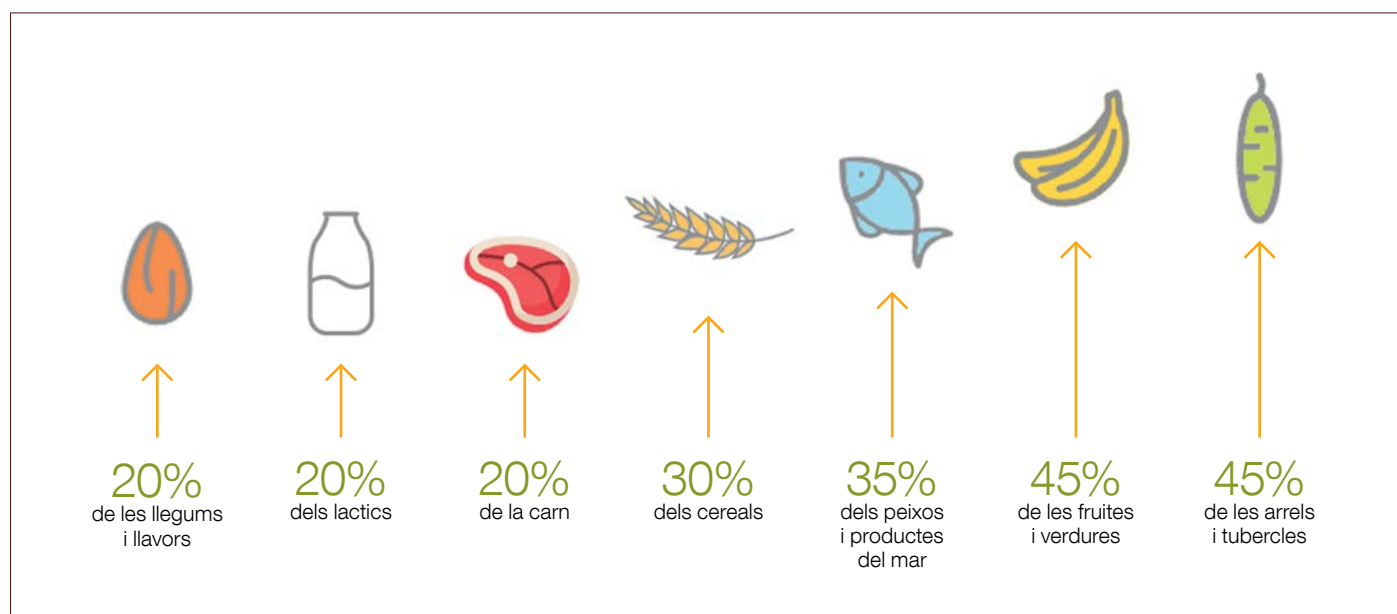 20%
de les llegums
i llavors
20%
dels lactics
20%
de la carn
30%
dels cereals
35%
dels peixos
i productes
del mar
45%
de les fruites
i verdures
45%
de les arrels
i tubercles